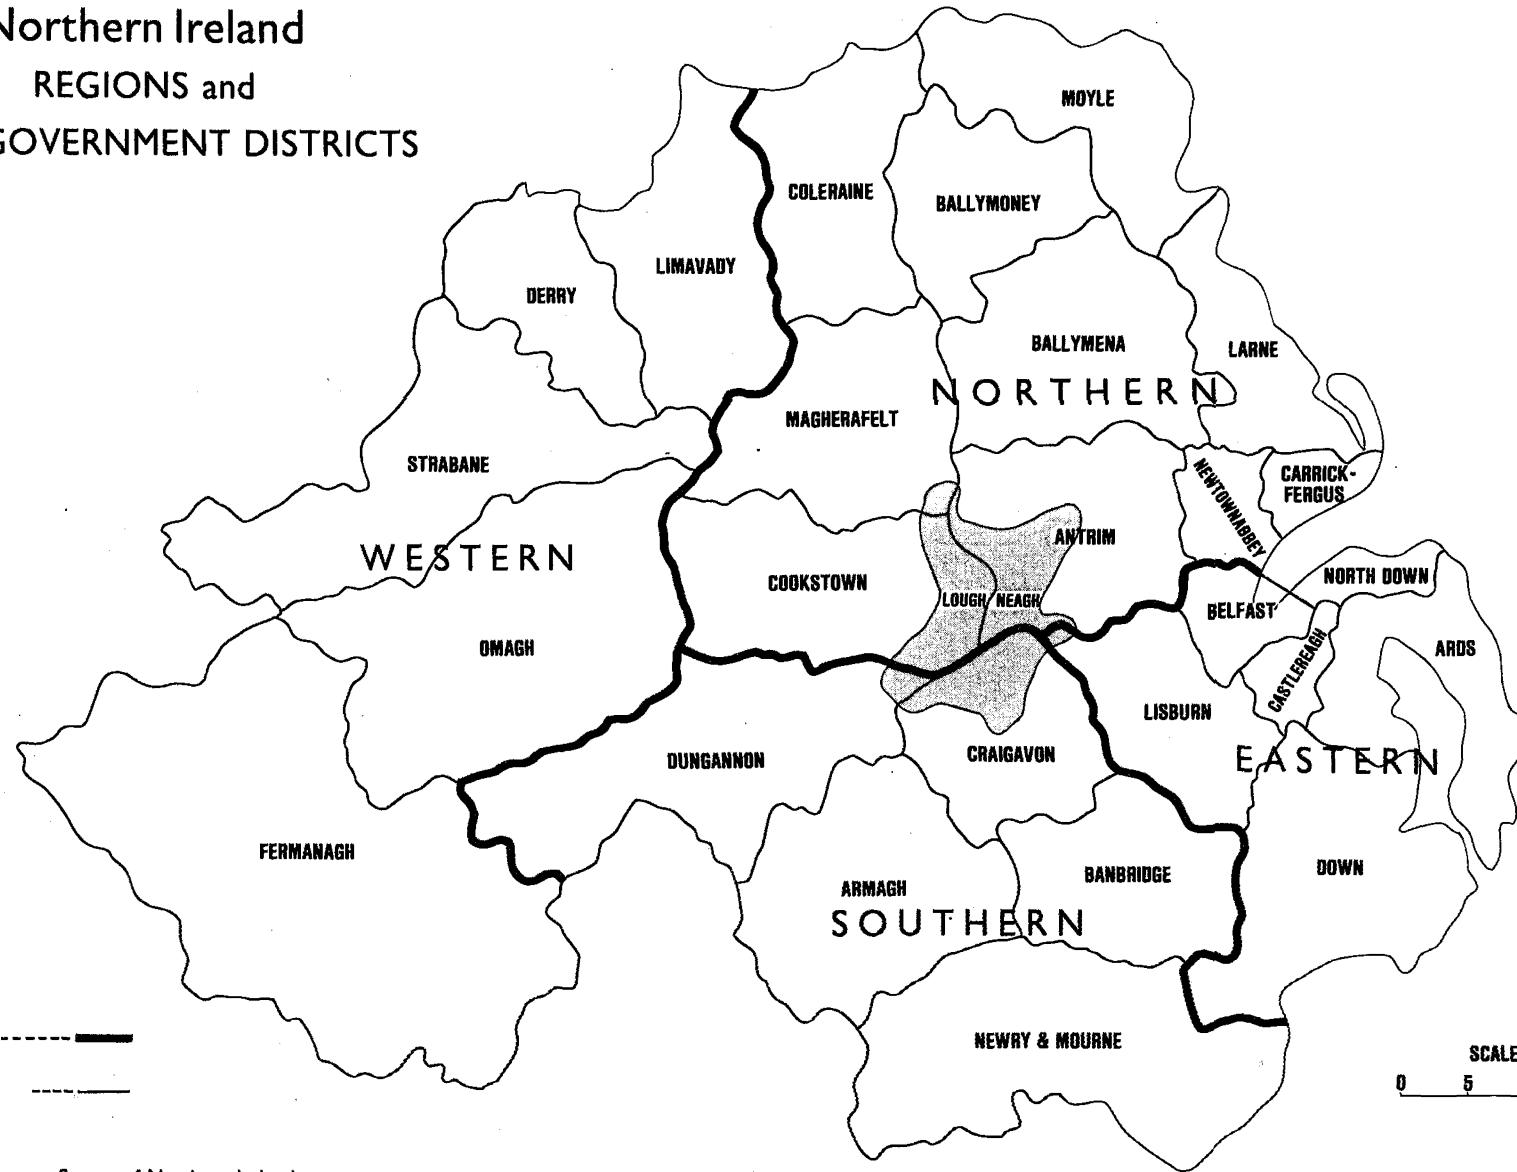 Northern Ireland
REGIONS and
GOVERNMENT DISTRICTS
MOYLE
COLERAINE
BALLYMONEY
LIMAVADY
DERRY
BALLYMENA
LARNE
NORTHERN
MAGHERAFELT
STRABANE
NEWTOWNABBEY
CARRICK-
FERGUS
ANTRIM
WESTERN
COOKSTOWN
LOUGH NEAGH
NORTH DOWN
BELFAST
OMAGH
CASTLEREAGH
ARDS
LISBURN
DUNGANNON
CRAIGAVON
EASTERN
FERMANAGH
ARMAGH
BANBRIDGE
DOWN
SOUTHERN
NEWRY & MOURNE
SCALE
0 5